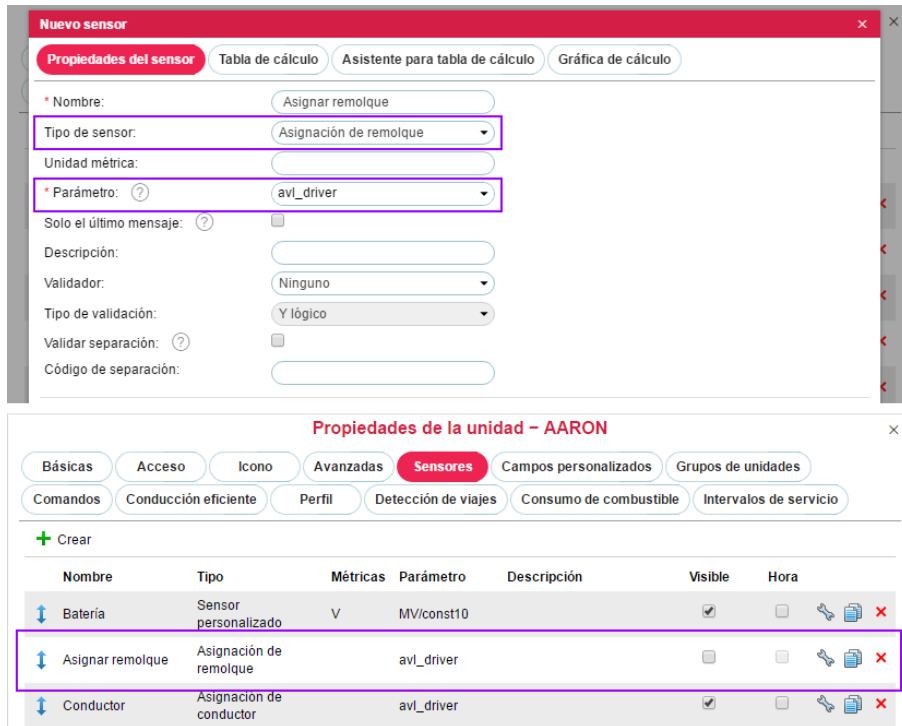 Nuevo sensor
Propiedades del sensor Tabla de cálculo Asistente para tabla de cálculo Gráfica de cálculo
* Nombre: Asignar remolque
Tipo de sensor: Asignación de remolque
Unidad métrica:
* Parámetro: ? avl_driver
Solo el último mensaje: ?
Descripción:
Validador: Ninguno
Tipo de validación: Y lógico
Validar separación: ?
Código de separación:
Propiedades de la unidad – AARON
Básicas Acceso Icono Avanzadas Sensores Campos personalizados Grupos de unidades
Comandos Conducción eficiente Perfil Detección de viajes Consumo de combustible Intervalos de servicio
Crear
Nombre Tipo Métricas Parámetro Descripción Visible Hora
Batería Sensor personalizado V MV/const10
Asignar remolque Asignación de remolque avl_driver
Conductor Asignación de conductor avl_driver